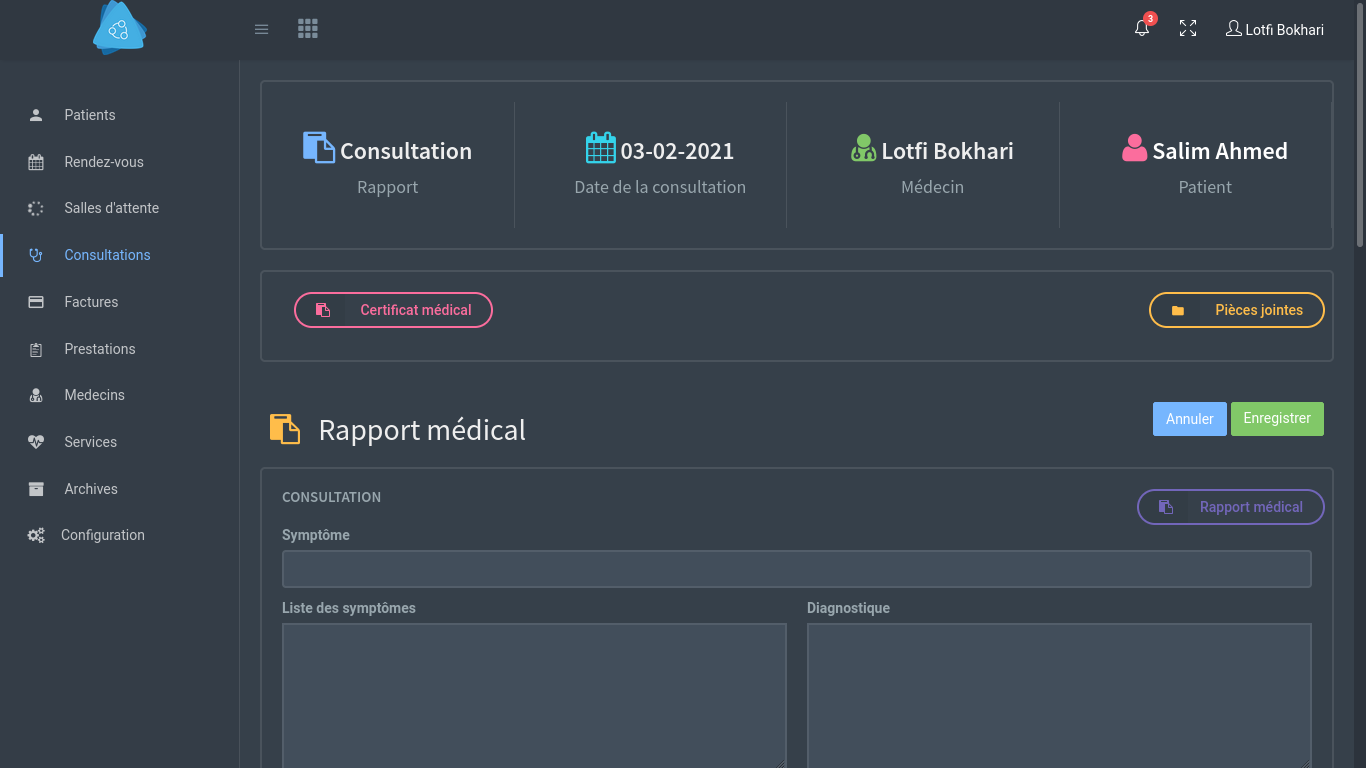 3
Lotfi Bokhari
Patients
Rendez-vous
Salles d'attente
Consultations
Factures
Prestations
Medecins
Services
Archives
Configuration
Consultation
Rapport
03-02-2021
Date de la consultation
Lotfi Bokhari
Médecin
Salim Ahmed
Patient
Certificat médical
Pièces jointes
Rapport médical
Annuler
Enregistrer
CONSULTATION
Rapport médical
Symptôme
Liste des symptômes
Diagnostique